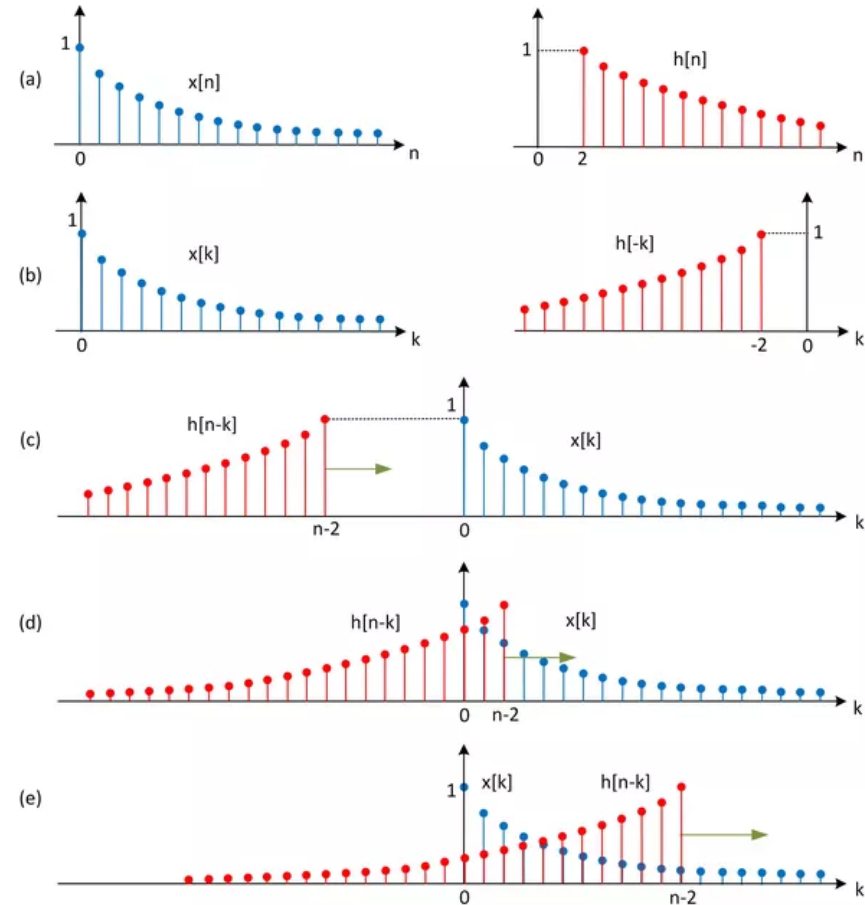 (a)
1
x[n]
0
n
1
h[n]
0
2
n
(b)
1
x[k]
0
k
h[-k]
1
-2
0
k
(c)
h[n-k]
1
x[k]
n-2
0
k
(d)
h[n-k]
x[k]
0
n-2
k
(e)
1
x[k]
h[n-k]
0
n-2
k